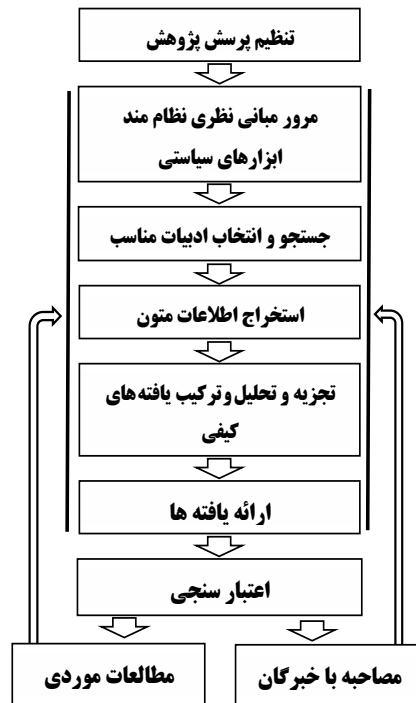 تنظیم پرسش پژوهش
مرور مبانی نظری نظام مند
ابزارهای سیاستی
جستجو و انتخاب ادبیات مناسب
استخراج اطلاعات متون
تجزیه و تحلیل وترکیب یافته های
کیفی
ارائه یافته ها
اعتبار سنجی
مصاحبه با خبرگان
مطالعات موردی